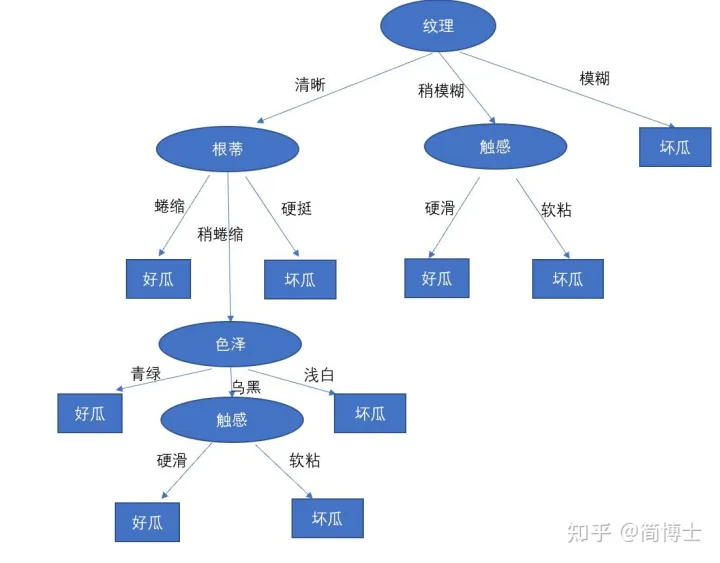 纹理
清晰
稍模糊
模糊
根蒂
触感
坏瓜
蜷缩
稍蜷缩
硬挺
硬滑
软粘
好瓜
坏瓜
好瓜
坏瓜
色泽
青绿
乌黑
浅白
好瓜
触感
坏瓜
硬滑
软粘
好瓜
坏瓜
知乎 @简博士